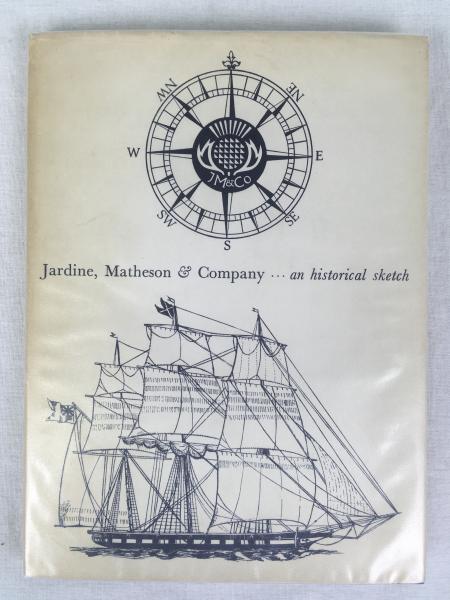 NW
NE
W
E
JM&Co
SW
SE
S
Jardine, Matheson & Company ... an historical sketch